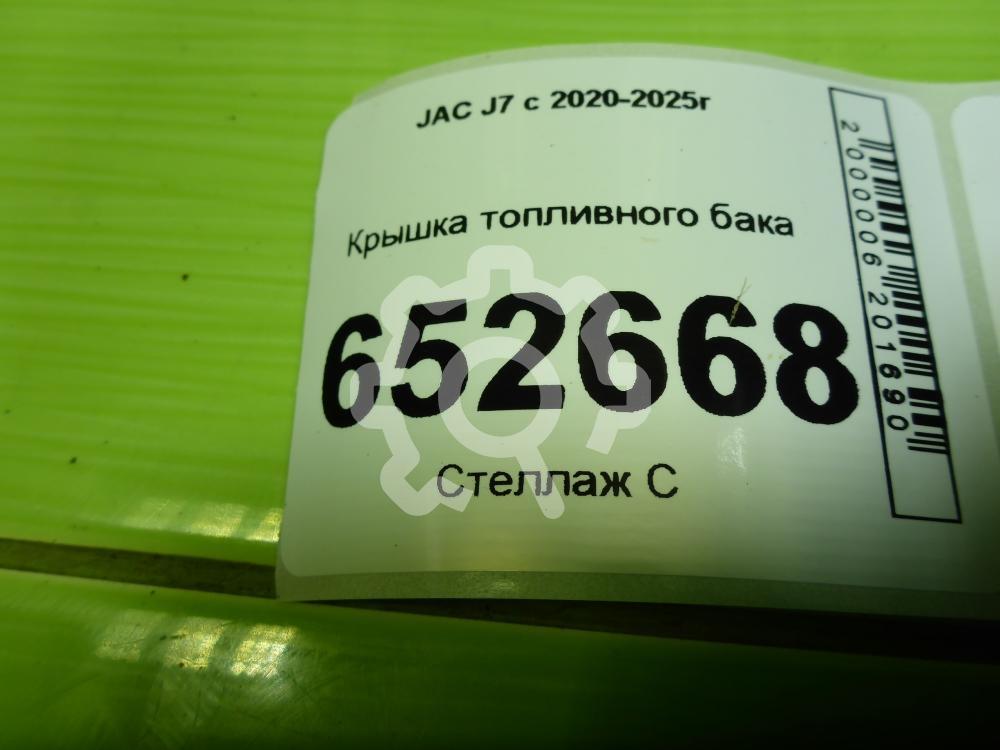 JAC J7 с 2020-2025г
Крышка топливного бака
652668
Стеллаж С
2000006201690